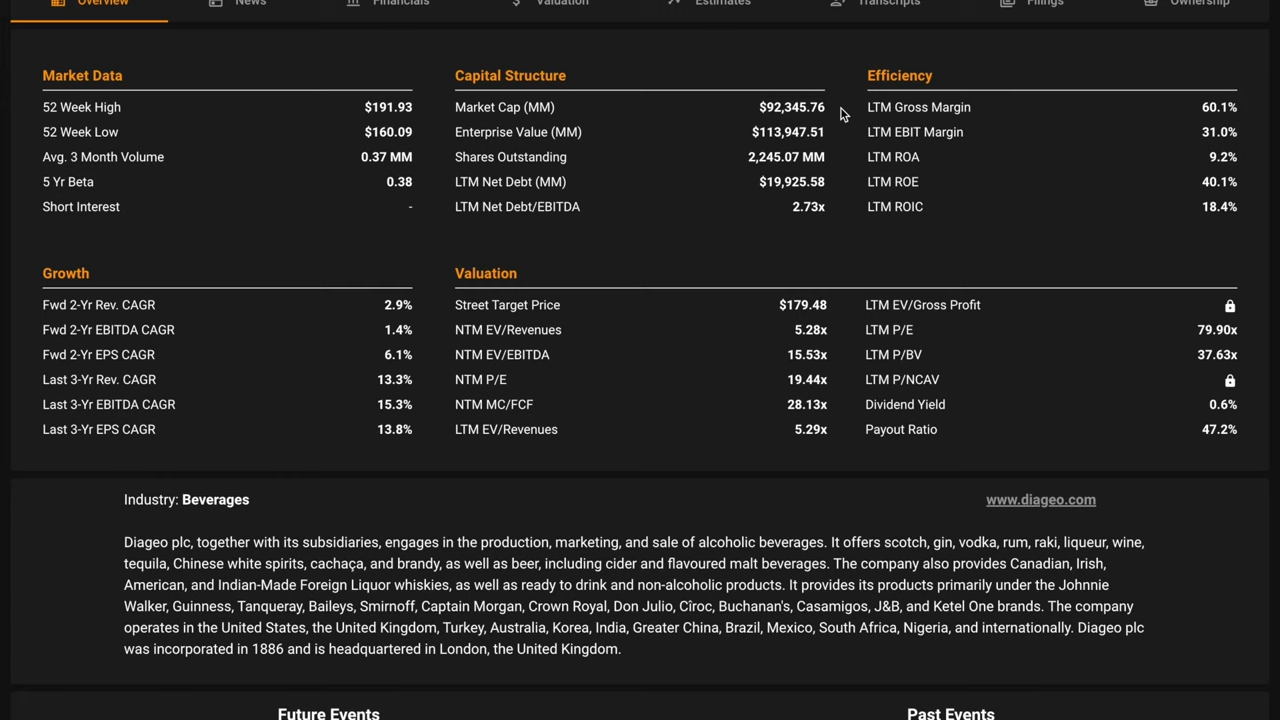 Overview News Financials Valuation Estimates Transcripts Filings Ownership
Market Data
52 Week High $191.93
52 Week Low $160.09
Avg. 3 Month Volume 0.37 MM
5 Yr Beta 0.38
Short Interest -
Capital Structure
Market Cap (MM) $92,345.76
Enterprise Value (MM) $113,947.51
Shares Outstanding 2,245.07 MM
LTM Net Debt (MM) $19,925.58
LTM Net Debt/EBITDA 2.73x
Efficiency
LTM Gross Margin 60.1%
LTM EBIT Margin 31.0%
LTM ROA 9.2%
LTM ROE 40.1%
LTM ROIC 18.4%
Growth
Fwd 2-Yr Rev. CAGR 2.9%
Fwd 2-Yr EBITDA CAGR 1.4%
Fwd 2-Yr EPS CAGR 6.1%
Last 3-Yr Rev. CAGR 13.3%
Last 3-Yr EBITDA CAGR 15.3%
Last 3-Yr EPS CAGR 13.8%
Valuation
Street Target Price $179.48
NTM EV/Revenues 5.28x
NTM EV/EBITDA 15.53x
NTM P/E 19.44x
NTM MC/FCF 28.13x
LTM EV/Revenues 5.29x
LTM EV/Gross Profit
LTM P/E 79.90x
LTM P/BV 37.63x
LTM P/NCAV
Dividend Yield 0.6%
Payout Ratio 47.2%
Industry: Beverages
www.diageo.com
Diageo plc, together with its subsidiaries, engages in the production, marketing, and sale of alcoholic beverages. It offers scotch, gin, vodka, rum, raki, liqueur, wine,
tequila, Chinese white spirits, cachaça, and brandy, as well as beer, including cider and flavoured malt beverages. The company also provides Canadian, Irish,
American, and Indian-Made Foreign Liquor whiskies, as well as ready to drink and non-alcoholic products. It provides its products primarily under the Johnnie
Walker, Guinness, Tanqueray, Baileys, Smirnoff, Captain Morgan, Crown Royal, Don Julio, Cîroc, Buchanan's, Casamigos, J&B, and Ketel One brands. The company
operates in the United States, the United Kingdom, Turkey, Australia, Korea, India, Greater China, Brazil, Mexico, South Africa, Nigeria, and internationally. Diageo plc
was incorporated in 1886 and is headquartered in London, the United Kingdom.
Future Events Past Events